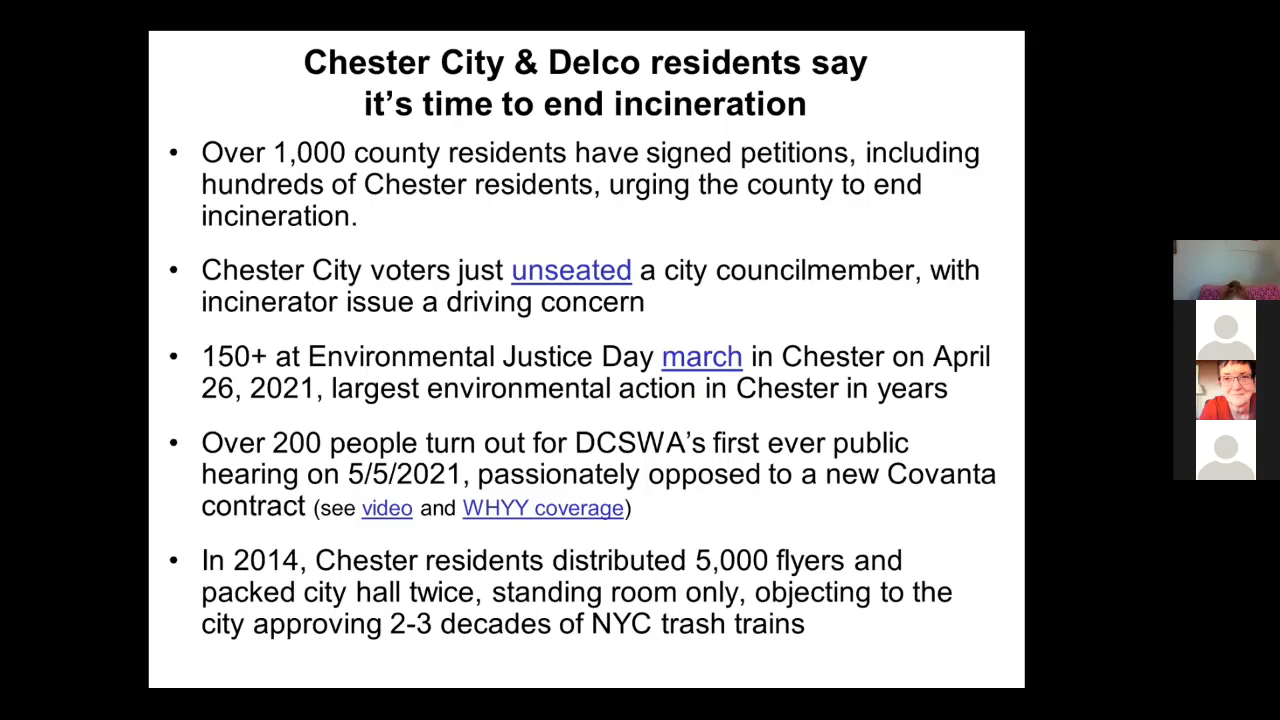 Chester City & Delco residents say
it's time to end incineration
• Over 1,000 county residents have signed petitions, including
hundreds of Chester residents, urging the county to end
incineration.
• Chester City voters just unseated a city councilmember, with
incinerator issue a driving concern
• 150+ at Environmental Justice Day march in Chester on April
26, 2021, largest environmental action in Chester in years
• Over 200 people turn out for DCSWA's first ever public
hearing on 5/5/2021, passionately opposed to a new Covanta
contract (see video and WHYY coverage)
• In 2014, Chester residents distributed 5,000 flyers and
packed city hall twice, standing room only, objecting to the
city approving 2-3 decades of NYC trash trains